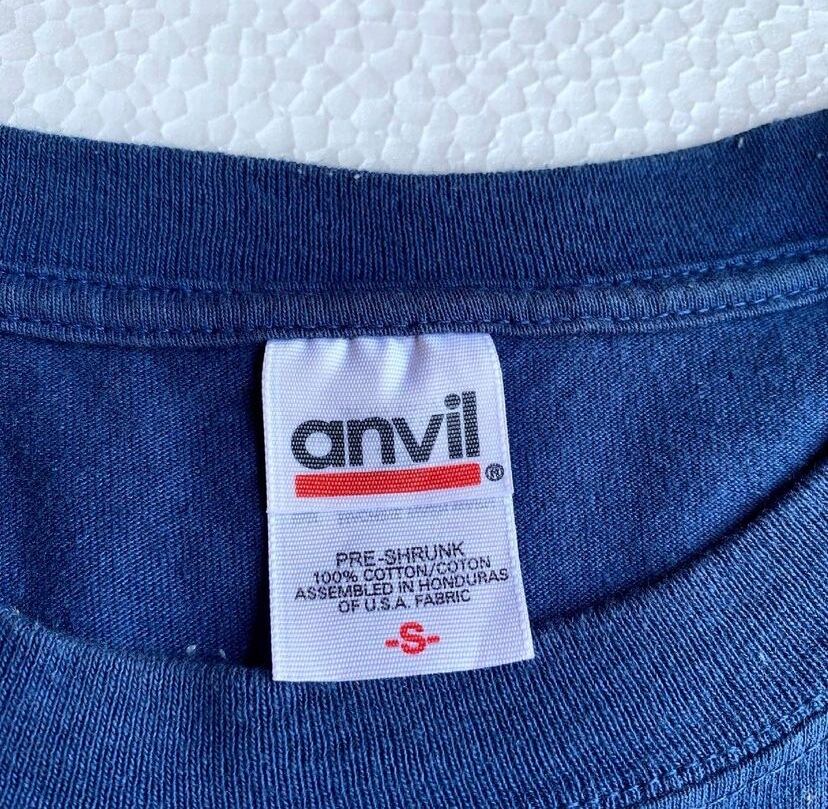 anvil®
PRE-SHRUNK
100% COTTON/COTON
ASSEMBLED IN HONDURAS
OF U.S.A. FABRIC
-S-